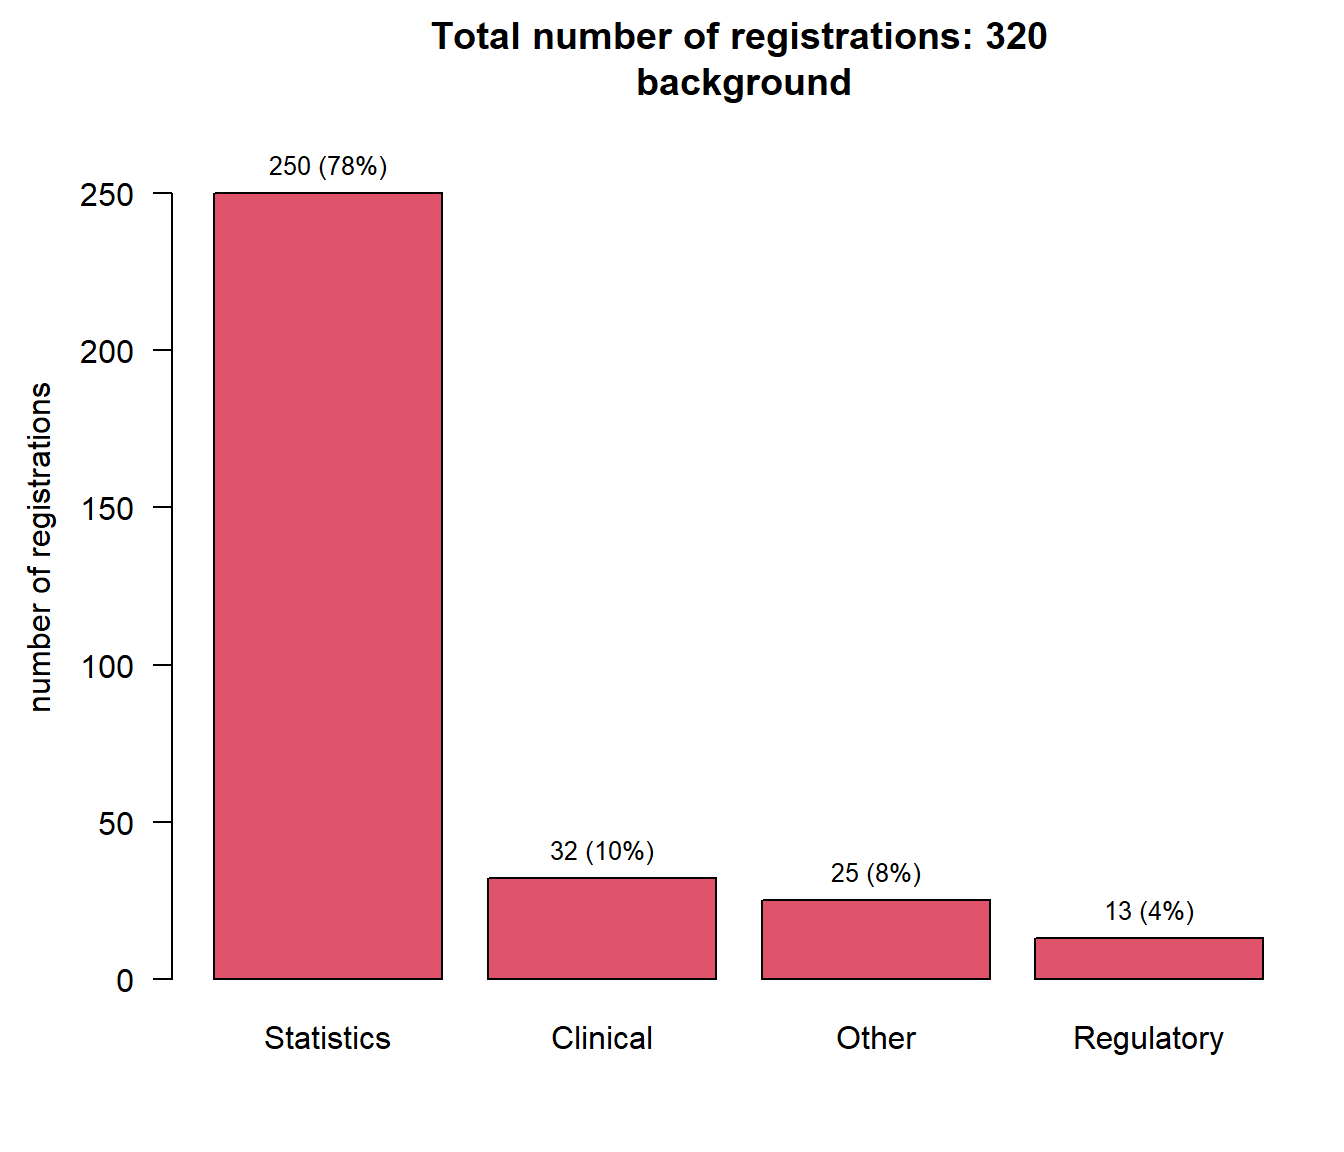 Total number of registrations: 320
background
number of registrations
250
200
150
100
50
0
250 (78%)
32 (10%)
25 (8%)
13 (4%)
Statistics
Clinical
Other
Regulatory